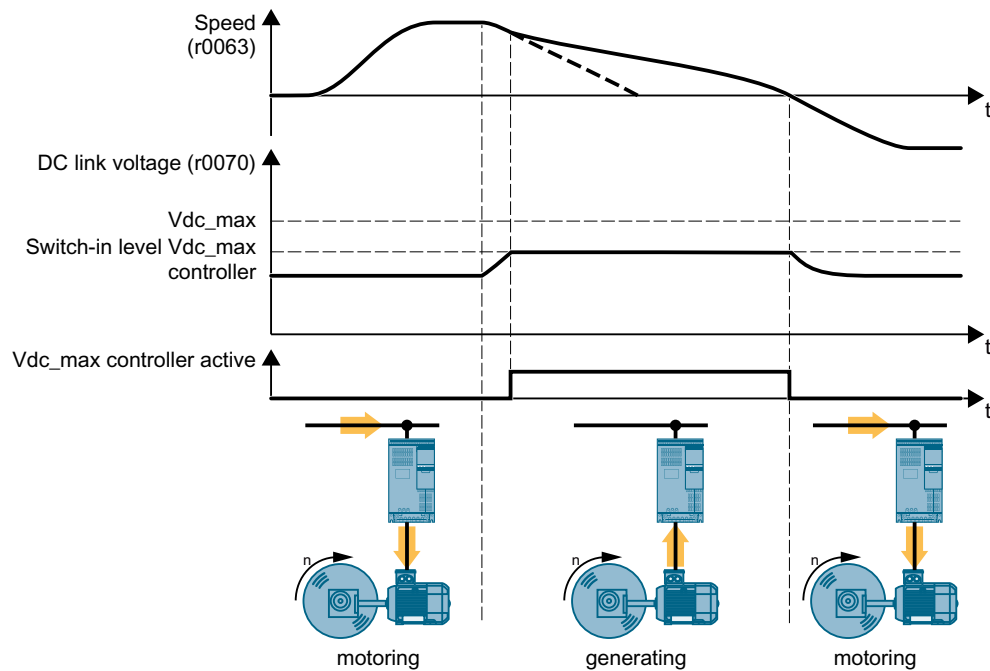 Speed
(r0063)
t
DC link voltage (r0070)
Vdc_max
Switch-in level Vdc_max
controller
t
Vdc_max controller active
t
n
n
n
motoring
generating
motoring